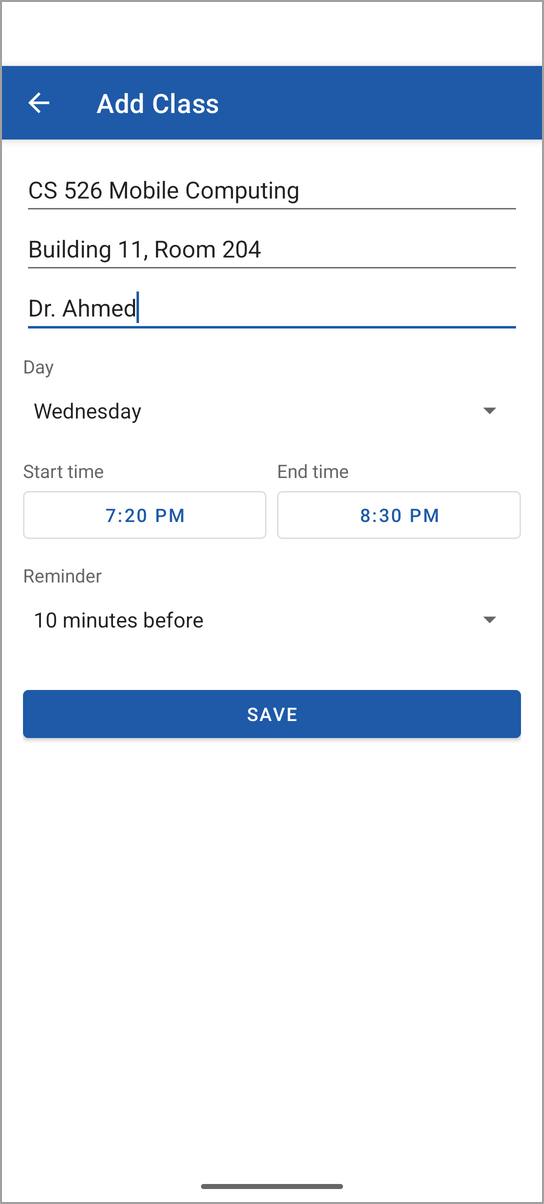 Add Class
CS 526 Mobile Computing
Building 11, Room 204
Dr. Ahmed
Day
Wednesday
Start time End time
7:20 PM 8:30 PM
Reminder
10 minutes before
SAVE